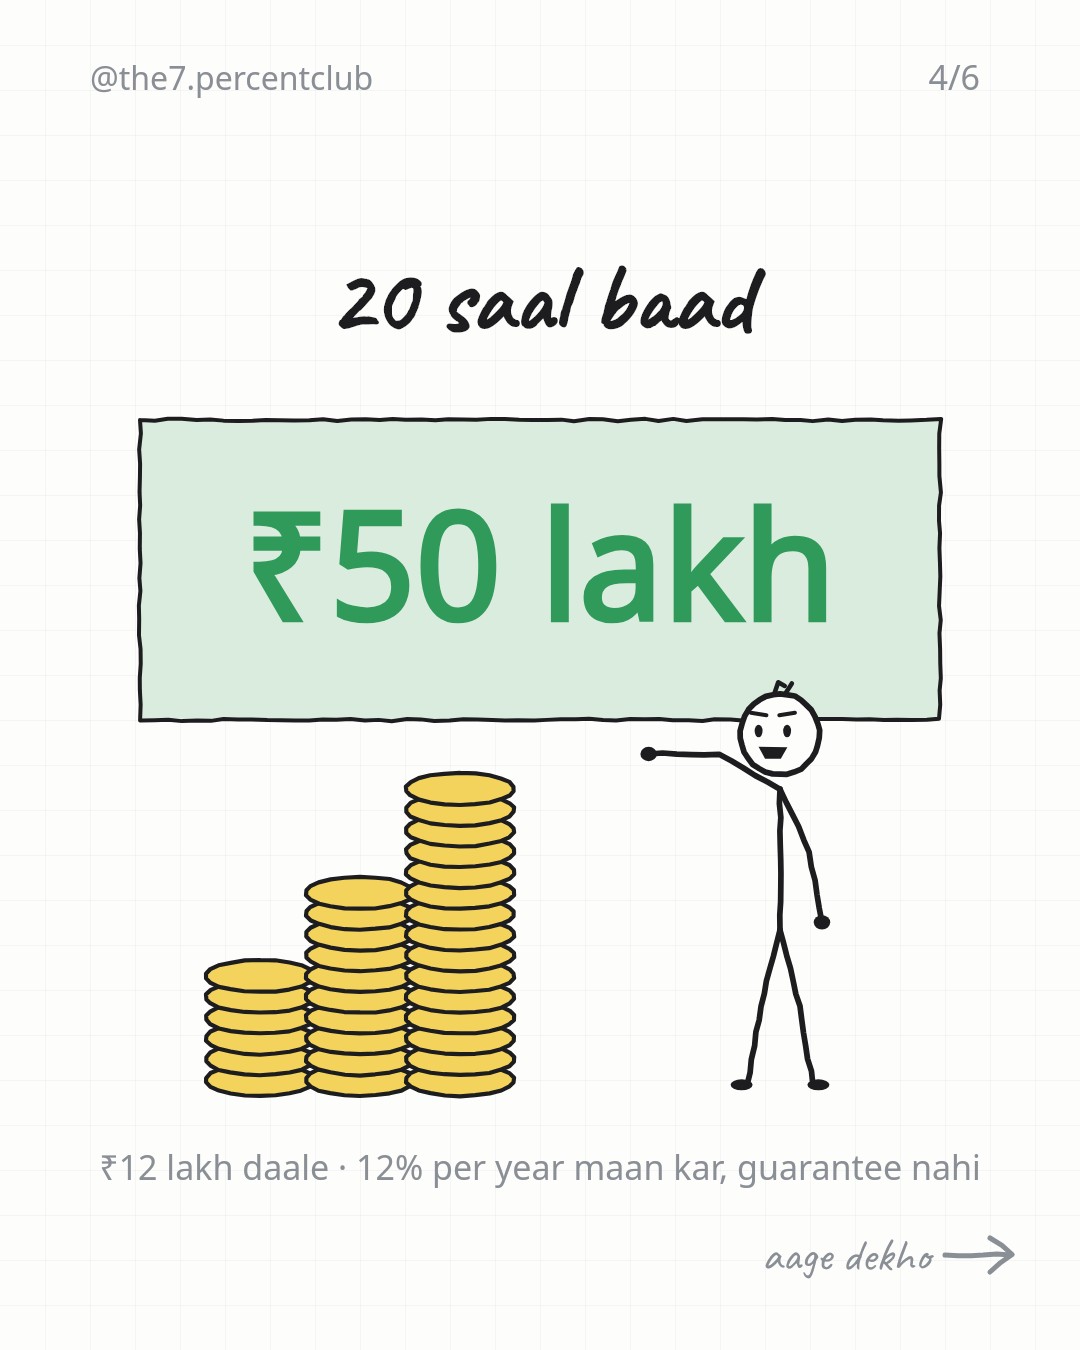 @the7.percentclub
4/6
20 saal baad
₹50 lakh
₹12 lakh daale · 12% per year maan kar, guarantee nahi
aage dekho